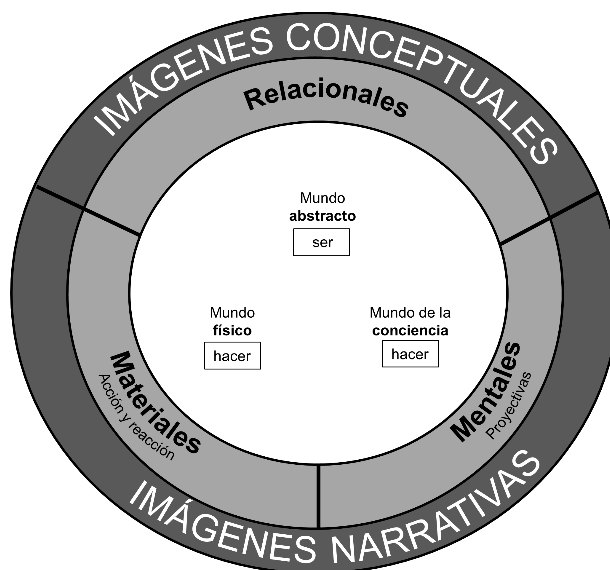 IMÁGENES CONCEPTUALES
Relacionales
Mundo
abstracto
ser
Mundo
físico
hacer
Mundo de la
conciencia
hacer
Materiales
Acción y reacción
Mentales
Proyectivas
IMÁGENES NARRATIVAS